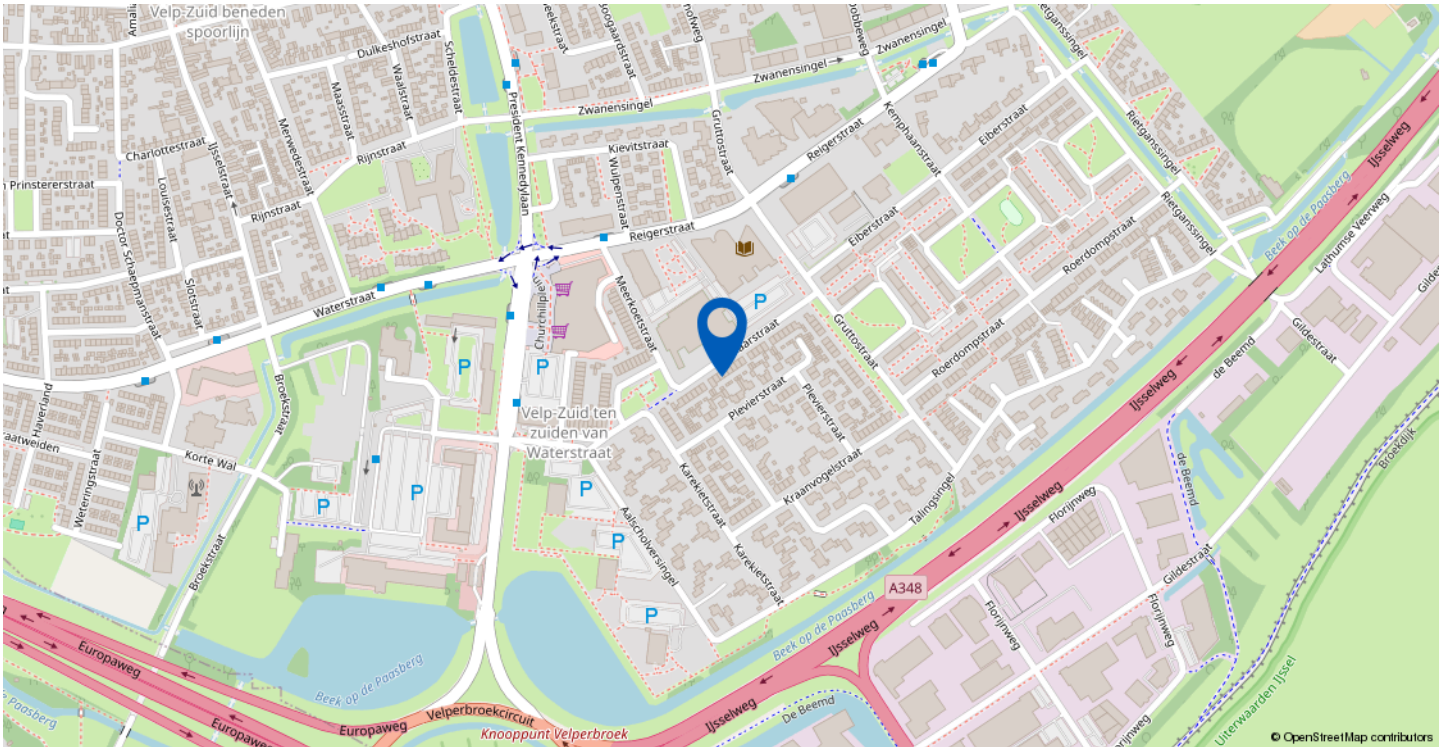 Velp-Zuid beneden
spoorlijn
Dulkeshofstraat
Scheldestraat
Waalstraat
Maasstraat
Merwedestraat
Charlottestraat
IJsselstraat
Rijnstraat
Rijnstraat
Louisestraat
n Prinstererstraat
Doctor Schaepmanstraat
Slotstraat
Waterstraat
President Kennedylaan
Zwanensingel
Zwanensingel
Zwanensingel
Gruttostraat
Kievitstraat
Wulpenstraat
Reigerstraat
Reigerstraat
Kemphaanstraat
Eiberstraat
Eiberstraat
Rietganssingel
Rietganssingel
Rietganssingel
IJsselweg
Beek op de Paasberg
Lathumse Veerweg
Roerdompstraat
Roerdompstraat
Gruttostraat
Meerkoetstraat
P
P
P
Plevierstraat
Plevierstraat
Gildestraat
de Beemd
IJsselweg
Broekdijk
Haverland
Broekstraat
Korte Wal
Weteringstraat
Velp-Zuid ten
zuiden van
Waterstraat
Karekietstraat
Kraanvogelstraat
Talingsingel
IJsselweg
Florijnweg
de Beemd
P
P
P
P
P
Aalscholversingel
Karekietstraat
Broekstraat
A348
Gildestraat
Florijnweg
Florijnweg
P
Beek op de Paasberg
IJsselweg
Europaweg
Beek op de Paasberg
Europaweg
Europaweg
Velperbroekcircuit
Knooppunt Velperbroek
IJsselweg
De Beemd
Uiterwaarden IJssel
© OpenStreetMap contributors